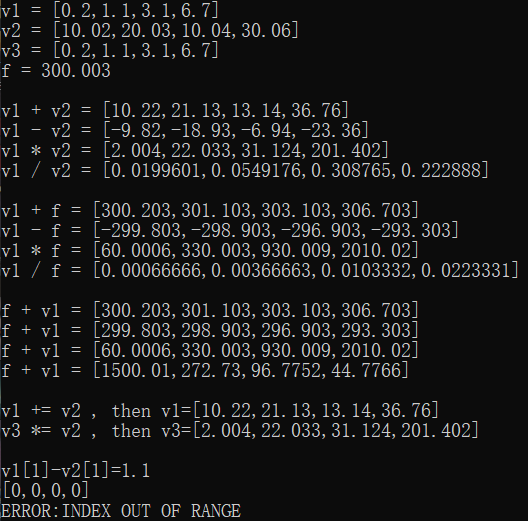 v1 = [0.2,1.1,3.1,6.7]
v2 = [10.02,20.03,10.04,30.06]
v3 = [0.2,1.1,3.1,6.7]
f = 300.003
v1 + v2 = [10.22,21.13,13.14,36.76]
v1 - v2 = [-9.82,-18.93,-6.94,-23.36]
v1 * v2 = [2.004,22.033,31.124,201.402]
v1 / v2 = [0.0199601,0.0549176,0.308765,0.222888]
v1 + f = [300.203,301.103,303.103,306.703]
v1 - f = [-299.803,-298.903,-296.903,-293.303]
v1 * f = [60.0006,330.003,930.009,2010.02]
v1 / f = [0.00066666,0.00366663,0.0103332,0.0223331]
f + v1 = [300.203,301.103,303.103,306.703]
f + v1 = [299.803,298.903,296.903,293.303]
f + v1 = [60.0006,330.003,930.009,2010.02]
f + v1 = [1500.01,272.73,96.7752,44.7766]
v1 += v2 , then v1=[10.22,21.13,13.14,36.76]
v3 *= v2 , then v3=[2.004,22.033,31.124,201.402]
v1[1]-v2[1]=1.1
[0,0,0,0]
ERROR:INDEX OUT OF RANGE